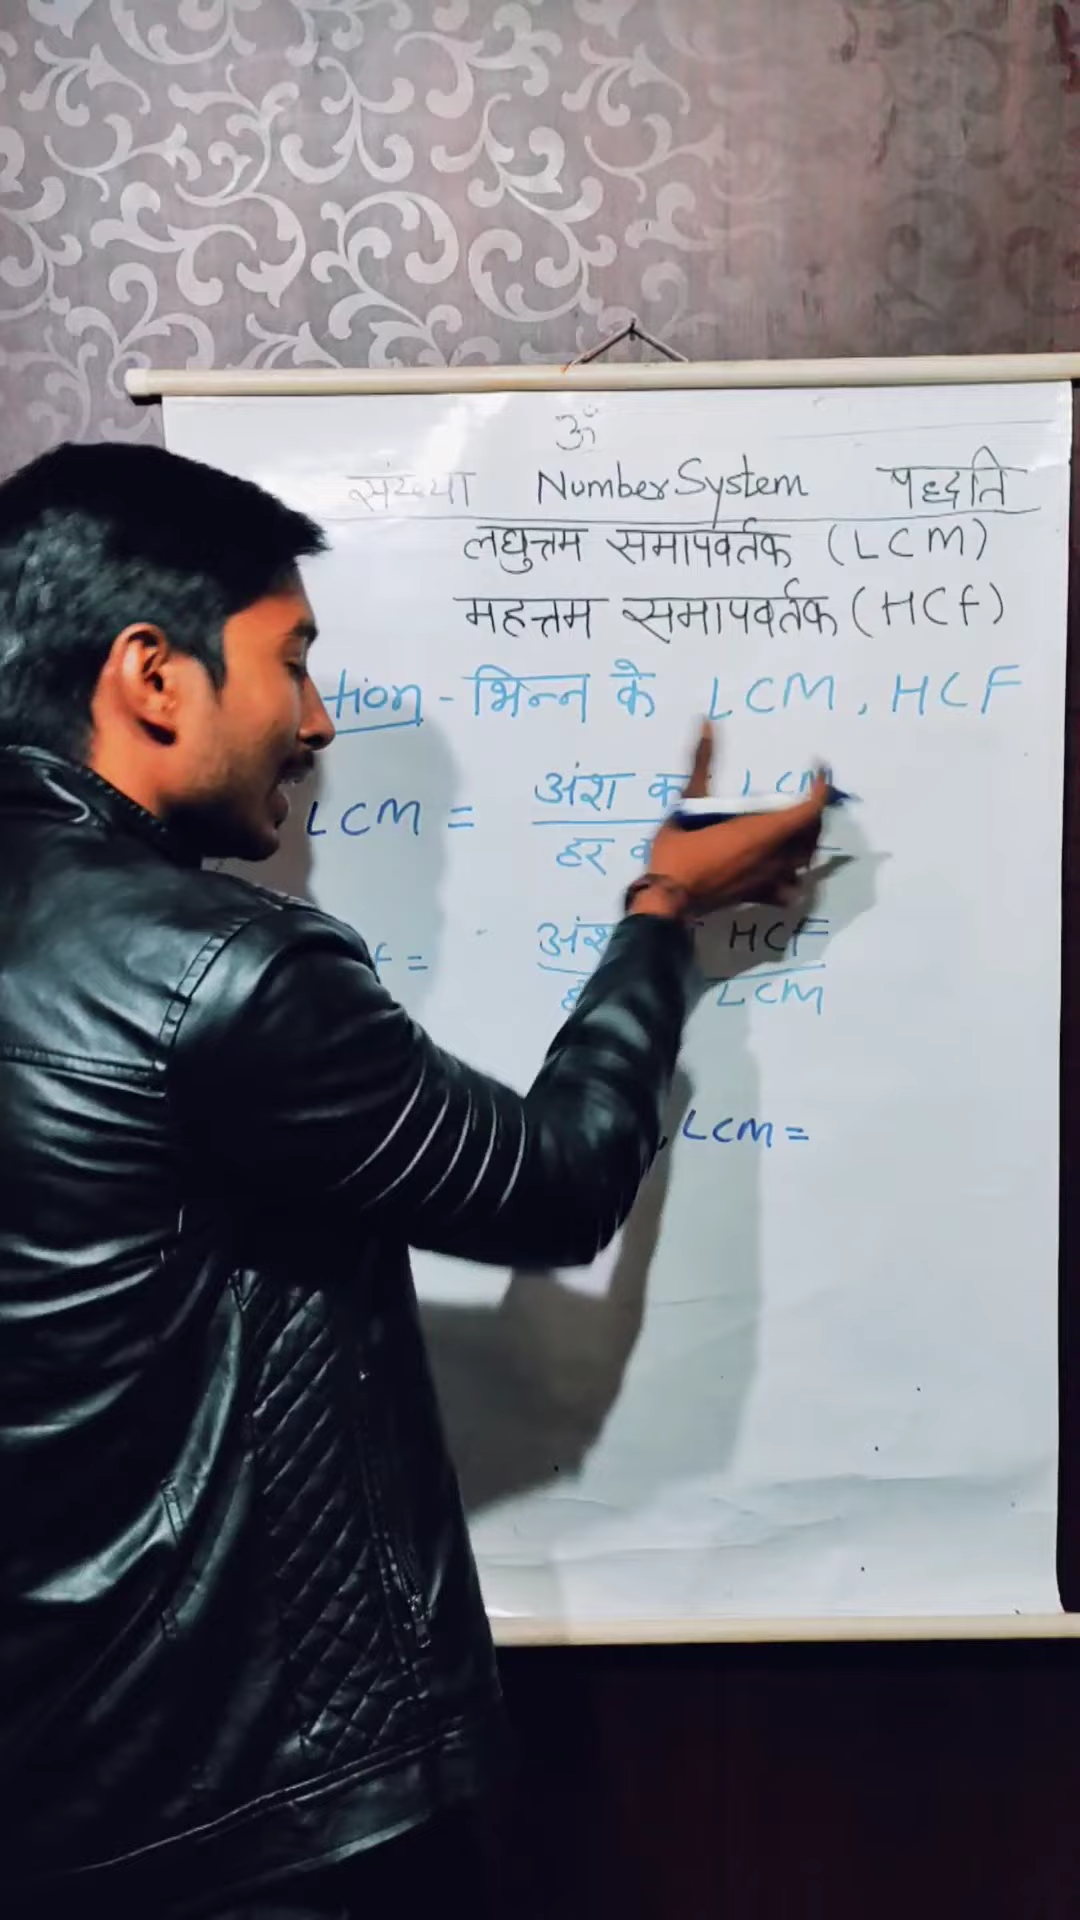 ॐ
संख्या Number System पद्धति
लघुत्तम समापवर्तक (LCM)
महत्तम समापवर्तक (HCf)
tion - भिन्न के LCM, HCF
LCM = अंश का LCM
हर
f = अंश HCF
LCM
, LCM =